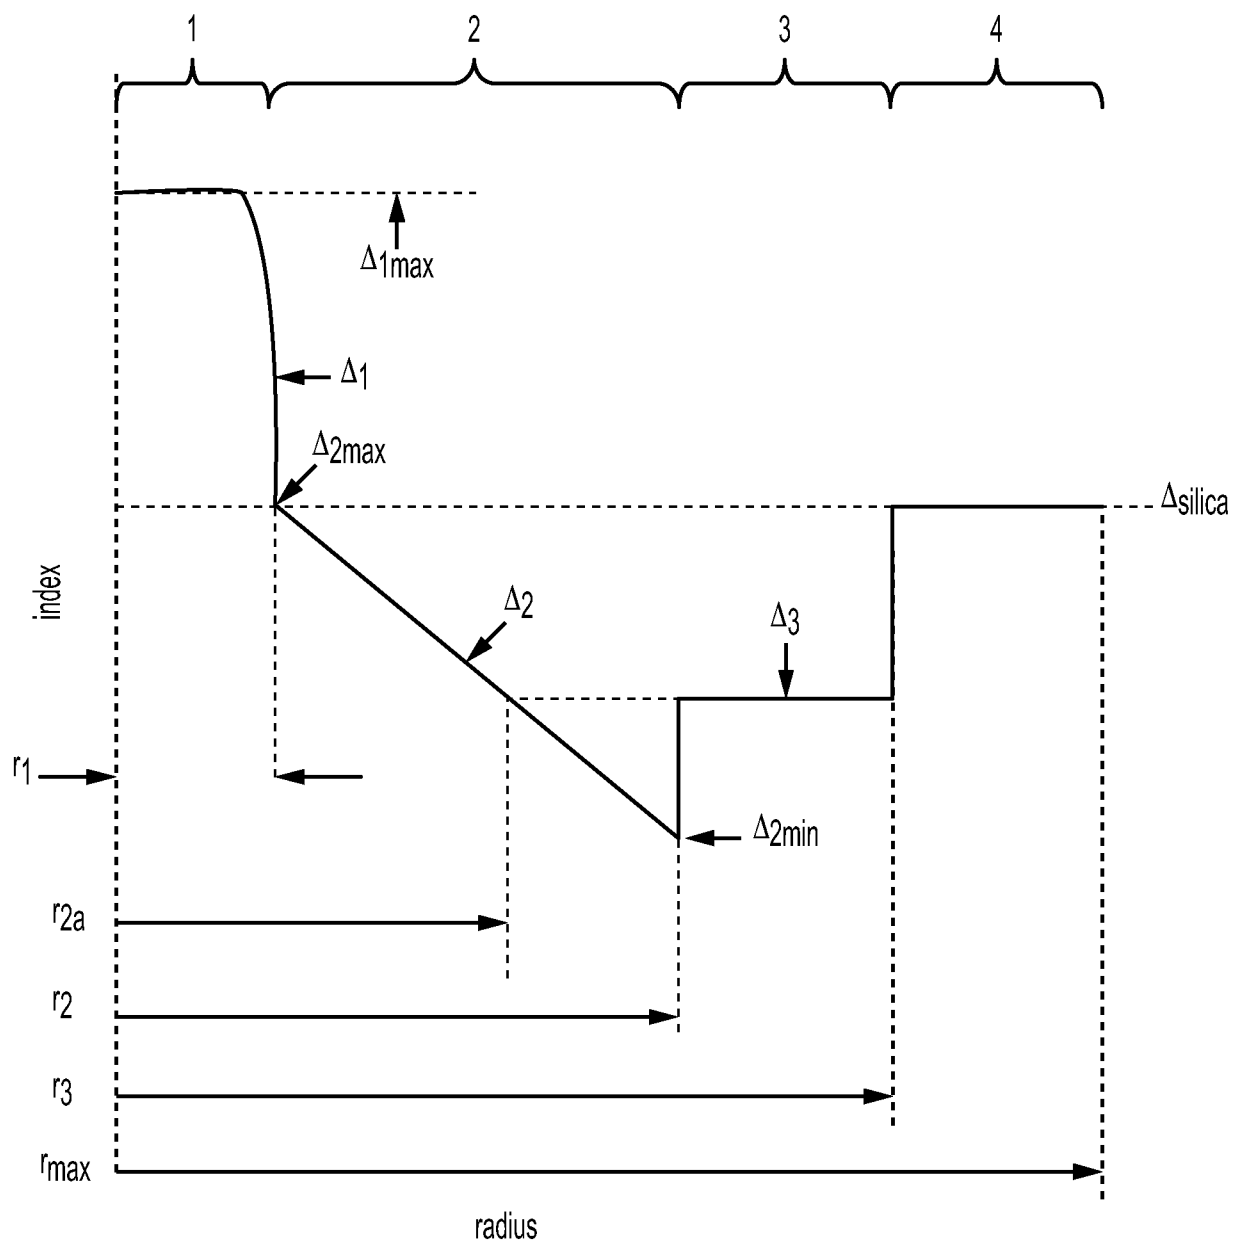 1 2 3 4
Δ1max
Δ1
Δ2max
Δsilica
index
Δ2
Δ3
r1
Δ2min
r2a
r2
r3
rmax
radius